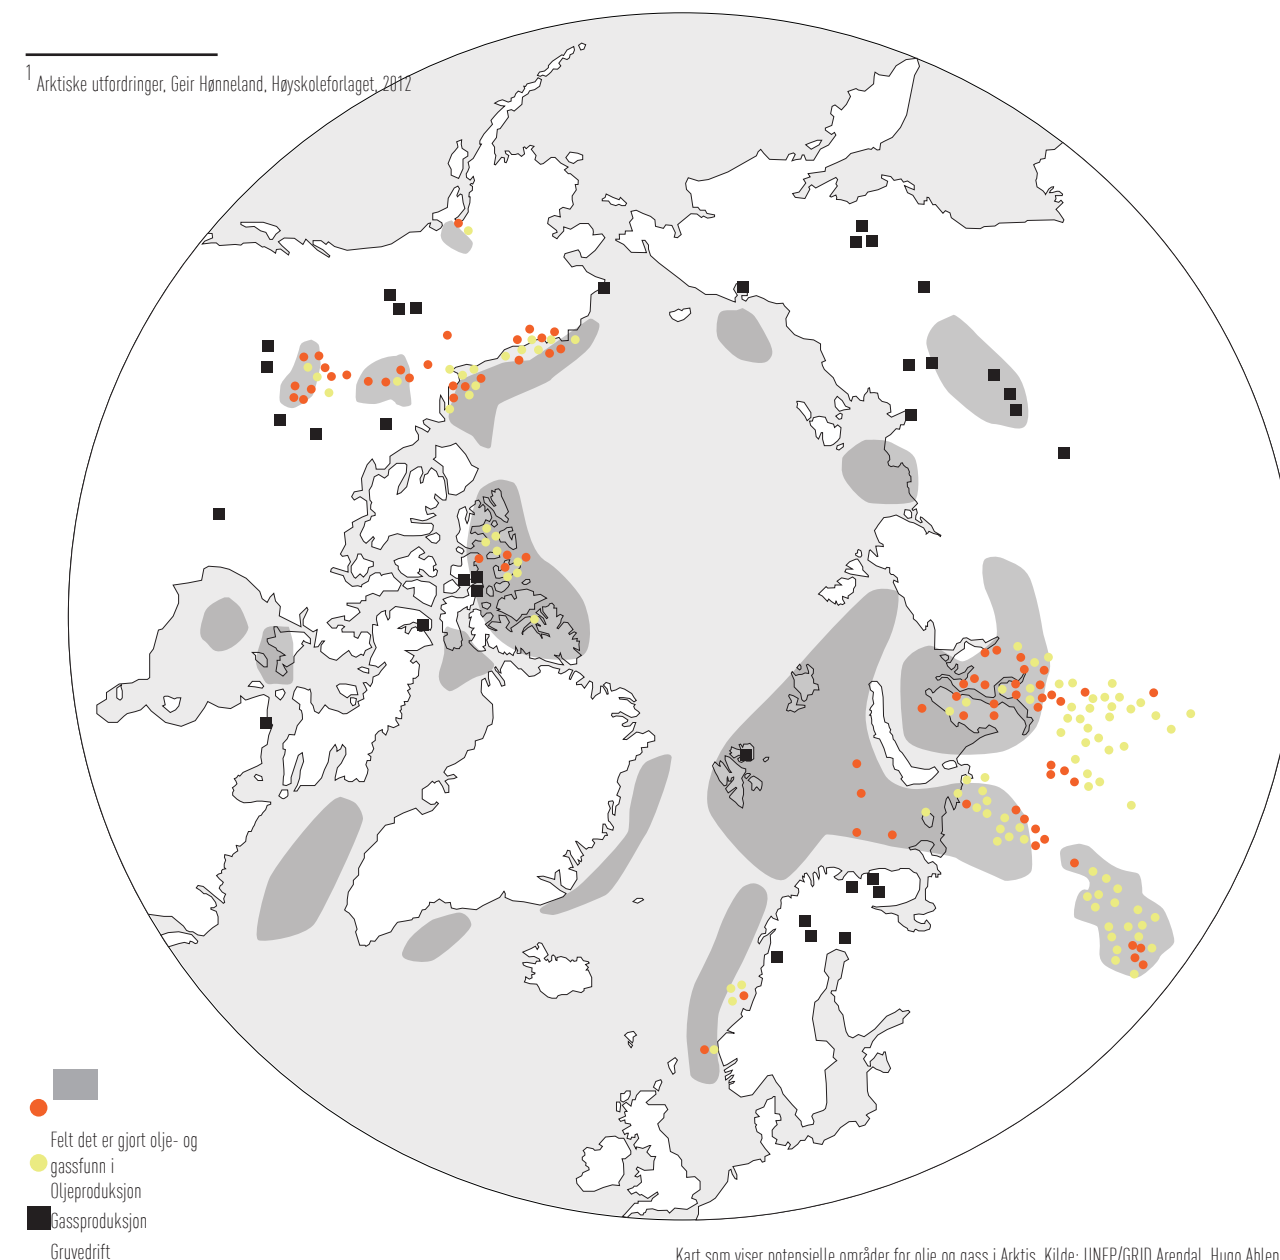 1 Arktiske utfordringer, Geir Hønneland, Høyskoleforlaget, 2012
Felt det er gjort olje- og
gassfunn i
Oljeproduksjon
Gassproduksjon
Gruvedrift
Kart som viser potensielle områder for olje og gass i Arktis. Kilde: UNEP/GRID Arendal, Hugo Ahlen